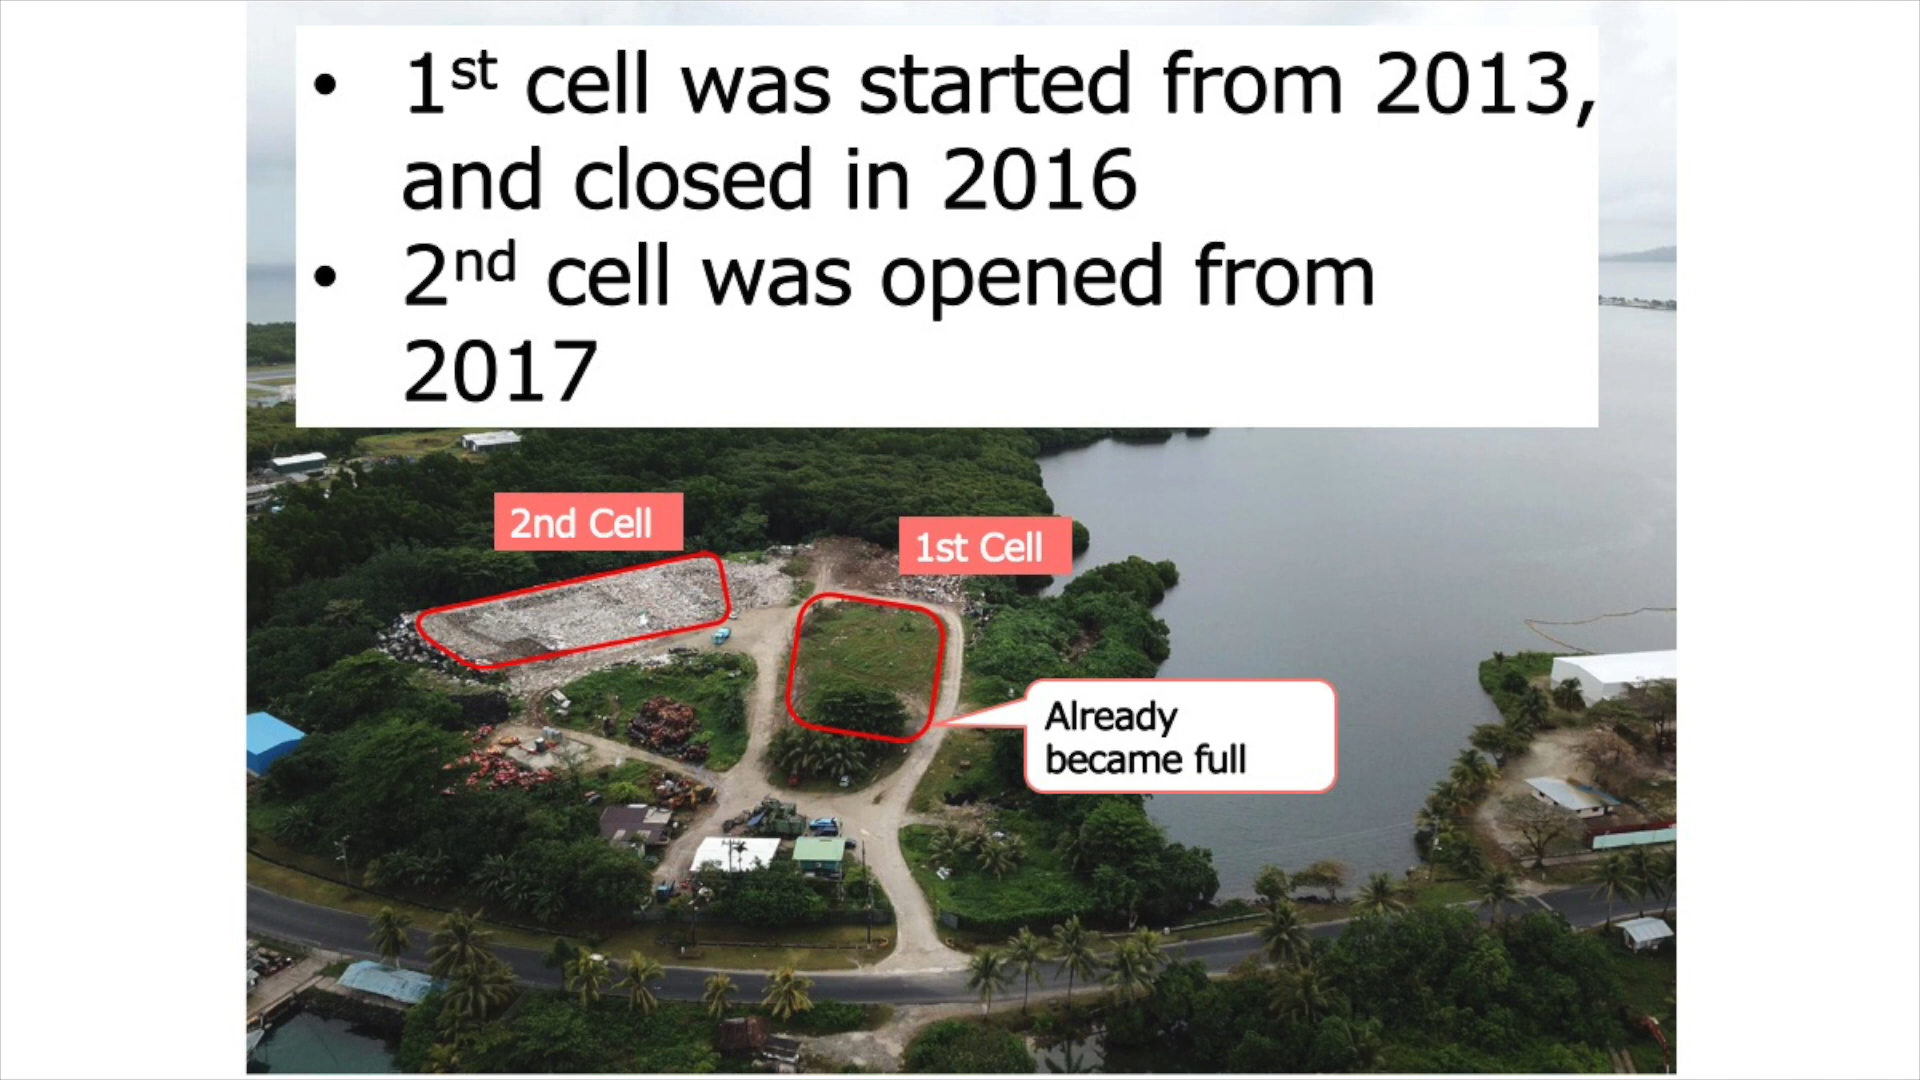 • 1st cell was started from 2013,
and closed in 2016
• 2nd cell was opened from
2017
2nd Cell
1st Cell
Already
became full